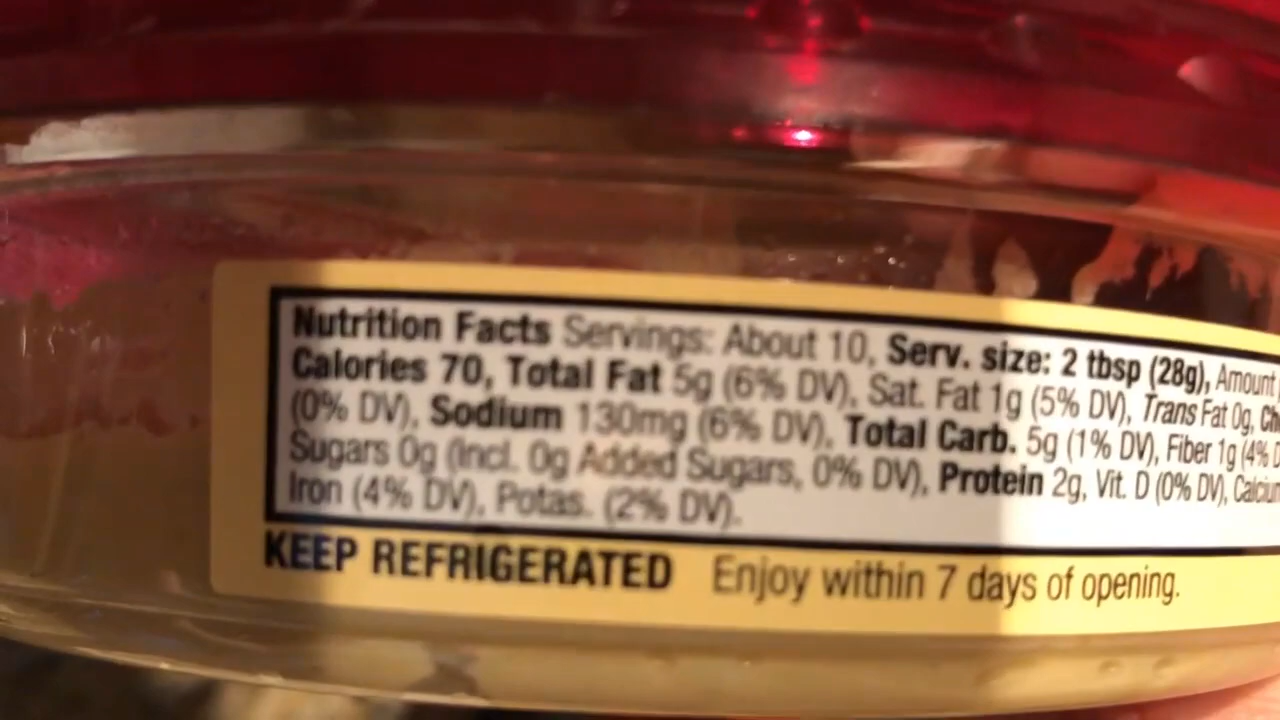 Nutrition Facts Servings: About 10, Serv. size: 2 tbsp (28g), Amount
Calories 70, Total Fat 5g (6% DV), Sat. Fat 1g (5% DV), Trans Fat 0g,
(0% DV), Sodium 130mg (6% DV), Total Carb. 5g (1% DV), Fiber 1g (4%
Sugars 0g (Incl. 0g Added Sugars, 0% DV), Protein 2g, Vit. D (0% DV),
Iron (4% DV), Potas. (2% DV).
KEEP REFRIGERATED Enjoy within 7 days of opening.